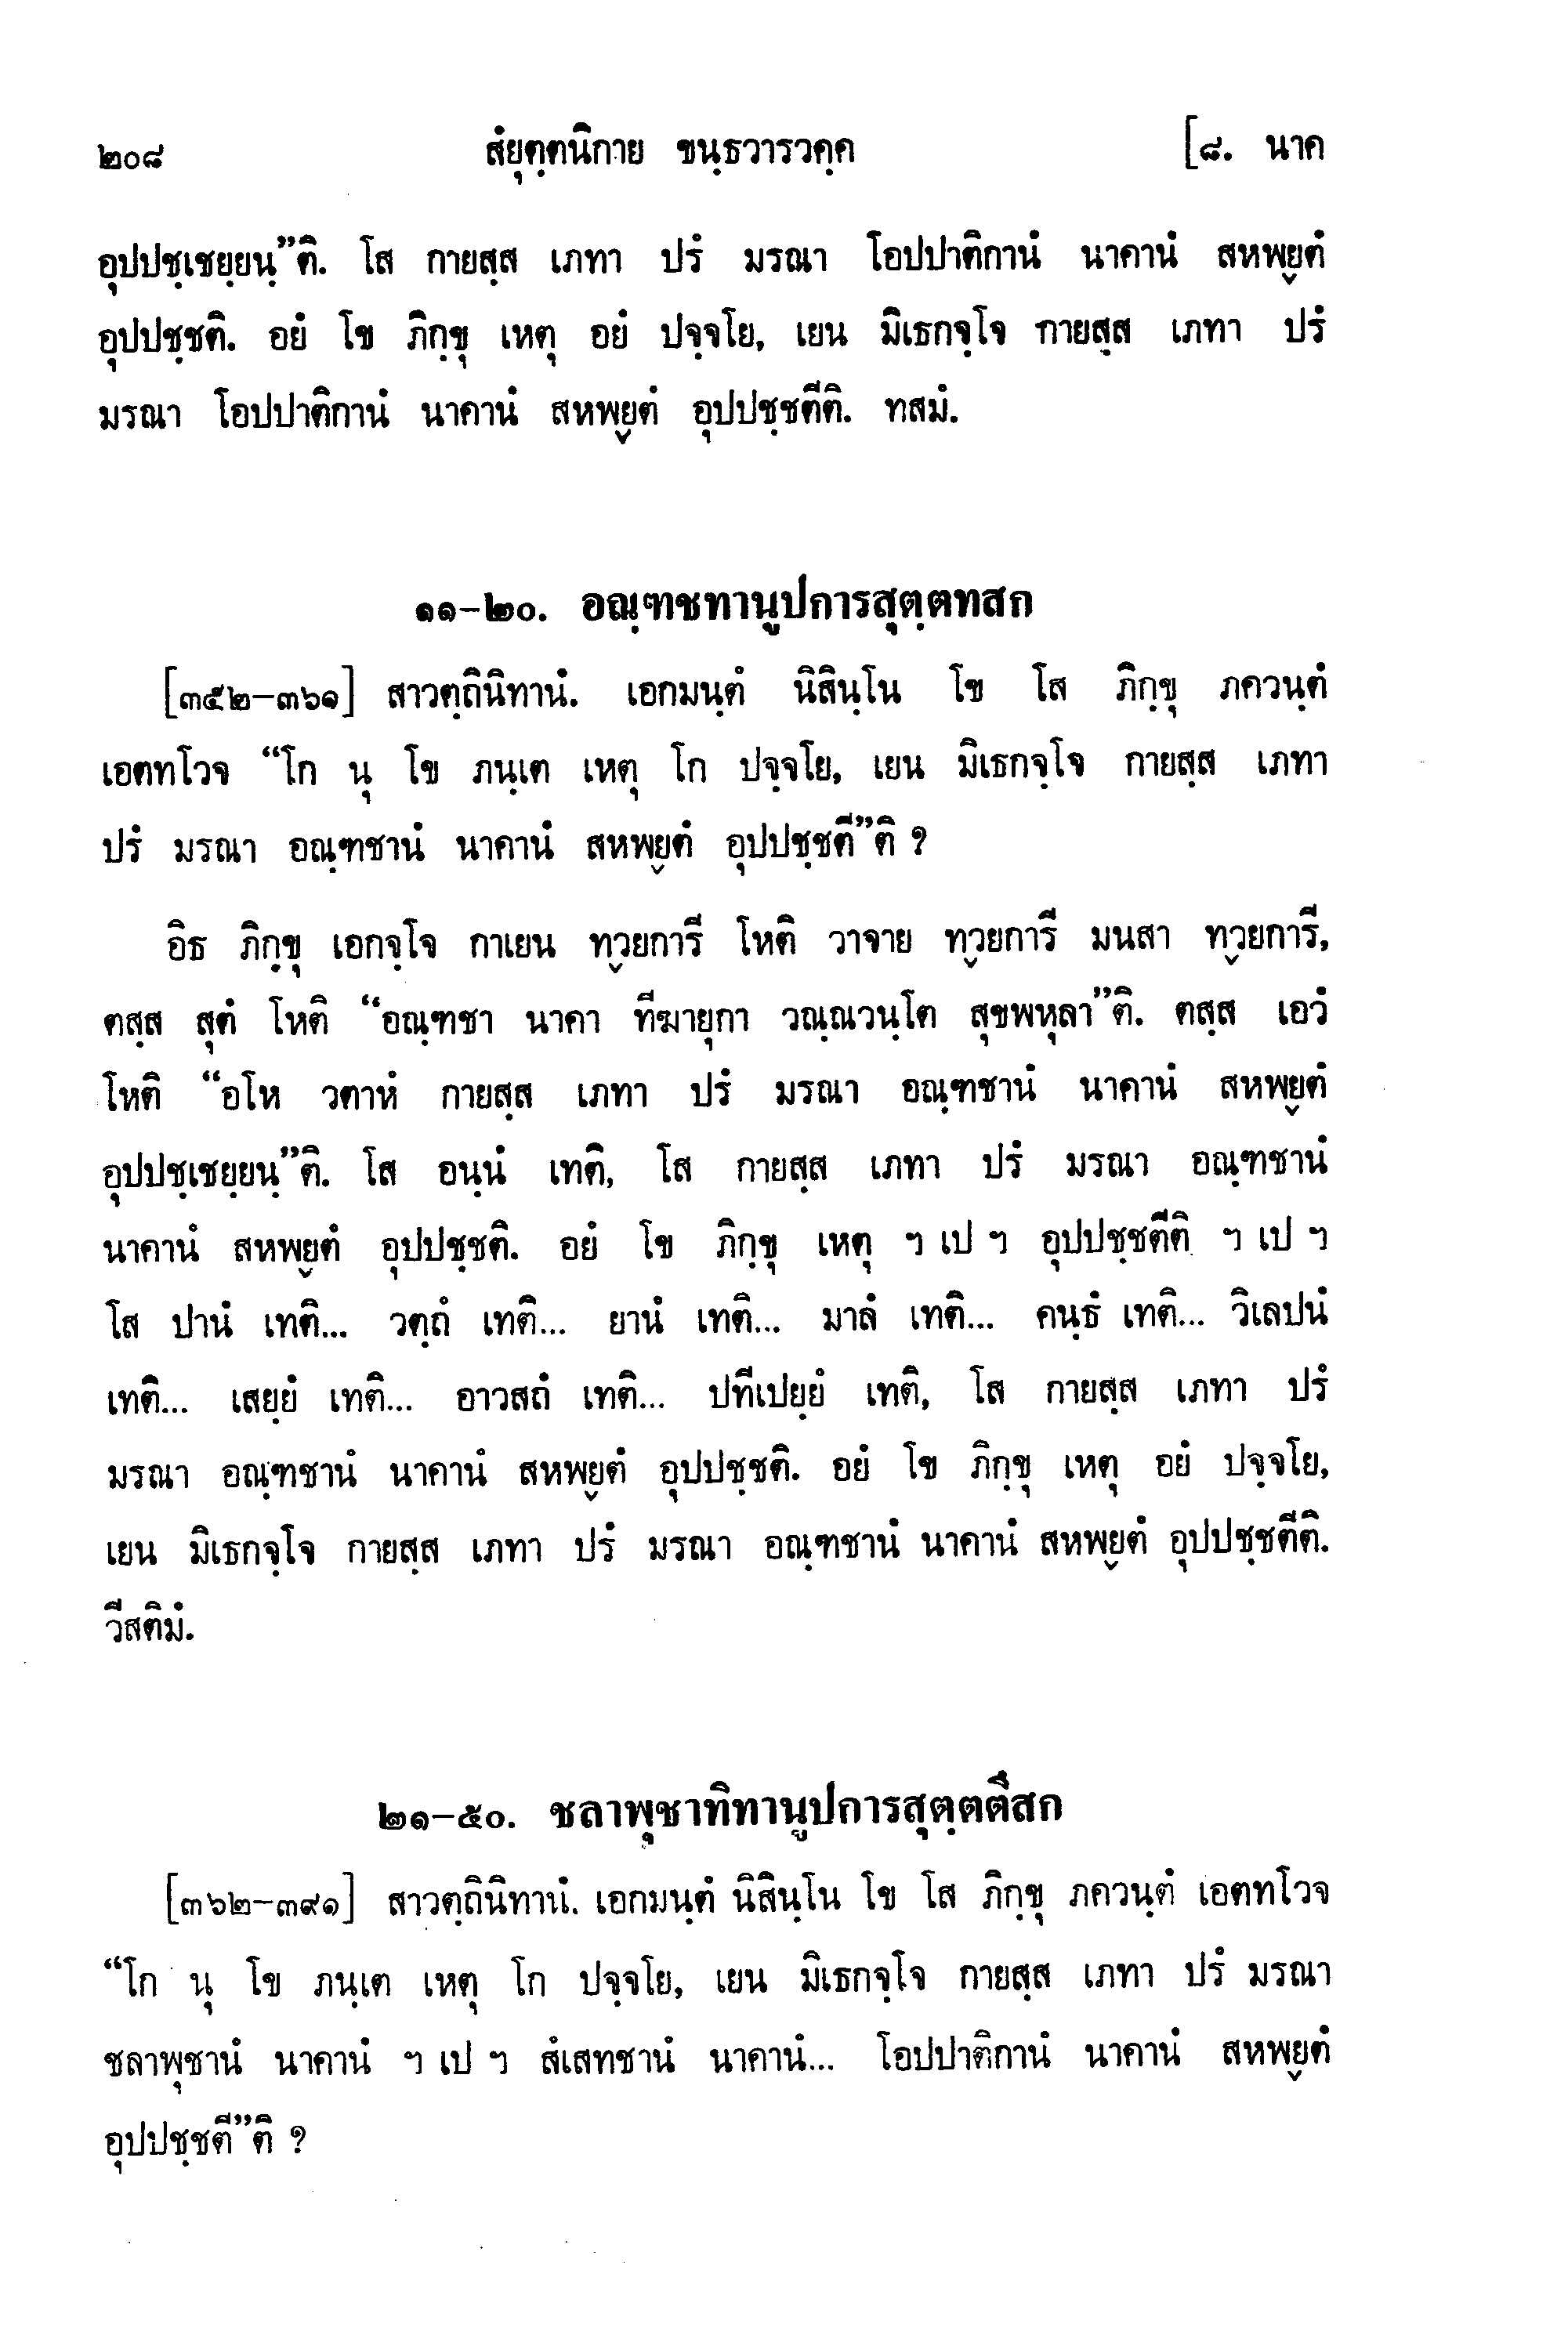 ๒๐๘ สํยุตฺตนิกาย ขนฺธวารวคฺค [๘. นาค
อุปปชฺเชยฺยนฺ”ติ. โส กายสฺส เภทา ปรํ มรณา โอปปาติกานํ นาคานํ สหพฺยูตํ
อุปปชฺชติ. อยํ โข ภิกฺขุ เหตุ อยํ ปจฺจโย, เยน มิเธกจฺโจ กายสฺส เภทา ปรํ
มรณา โอปปาติกานํ นาคานํ สหพฺยูตํ อุปปชฺชตีติ. ทสมํ.
๑๑–๒๐. อณฺฑชทานูปการสุตฺตทสก
[๓๕๒–๓๖๑] สาวตฺถินิทานํ. เอกมนฺตํ นิสินฺโน โข โส ภิกฺขุ ภควนฺตํ
เอตทโวจ “โก นุ โข ภนฺเต เหตุ โก ปจฺจโย, เยน มิเธกจฺโจ กายสฺส เภทา
ปรํ มรณา อณฺฑชานํ นาคานํ สหพฺยูตํ อุปปชฺชตี”ติ ?
อิธ ภิกฺขุ เอกจฺโจ กาเยน ทฺวยการี โหติ วาจาย ทฺวยการี มนสา ทฺวยการี,
ตสฺส สุตํ โหติ “อณฺฑชา นาคา ทีฆายุกา วณฺณวนฺโต สุขพหุลา”ติ. ตสฺส เอวํ
โหติ “อโห วตาหํ กายสฺส เภทา ปรํ มรณา อณฺฑชานํ นาคานํ สหพฺยูตํ
อุปปชฺเชยฺยนฺ”ติ. โส อนฺนํ เทติ, โส กายสฺส เภทา ปรํ มรณา อณฺฑชานํ
นาคานํ สหพฺยูตํ อุปปชฺชติ. อยํ โข ภิกฺขุ เหตุ ฯ เป ฯ อุปปชฺชตีติ ฯ เป ฯ
โส ปานํ เทติ... วตฺถํ เทติ... ยานํ เทติ... มาลํ เทติ... คนฺธํ เทติ... วิเลปนํ
เทติ... เสยฺยํ เทติ... อาวสถํ เทติ... ปทีเปยฺยํ เทติ, โส กายสฺส เภทา ปรํ
มรณา อณฺฑชานํ นาคานํ สหพฺยูตํ อุปปชฺชติ. อยํ โข ภิกฺขุ เหตุ อยํ ปจฺจโย,
เยน มิเธกจฺโจ กายสฺส เภทา ปรํ มรณา อณฺฑชานํ นาคานํ สหพฺยูตํ อุปปชฺชตีติ.
วีสติมํ.
๒๑–๕๐. ชลาพุชาทิทานูปการสุตฺตตึสก
[๓๖๒–๓๙๑] สาวตฺถินิทานํ. เอกมนฺตํ นิสินฺโน โข โส ภิกฺขุ ภควนฺตํ เอตทโวจ
“โก นุ โข ภนฺเต เหตุ โก ปจฺจโย, เยน มิเธกจฺโจ กายสฺส เภทา ปรํ มรณา
ชลาพุชานํ นาคานํ ฯ เป ฯ สํเสทชานํ นาคานํ... โอปปาติกานํ นาคานํ สหพฺยูตํ
อุปปชฺชตี”ติ ?